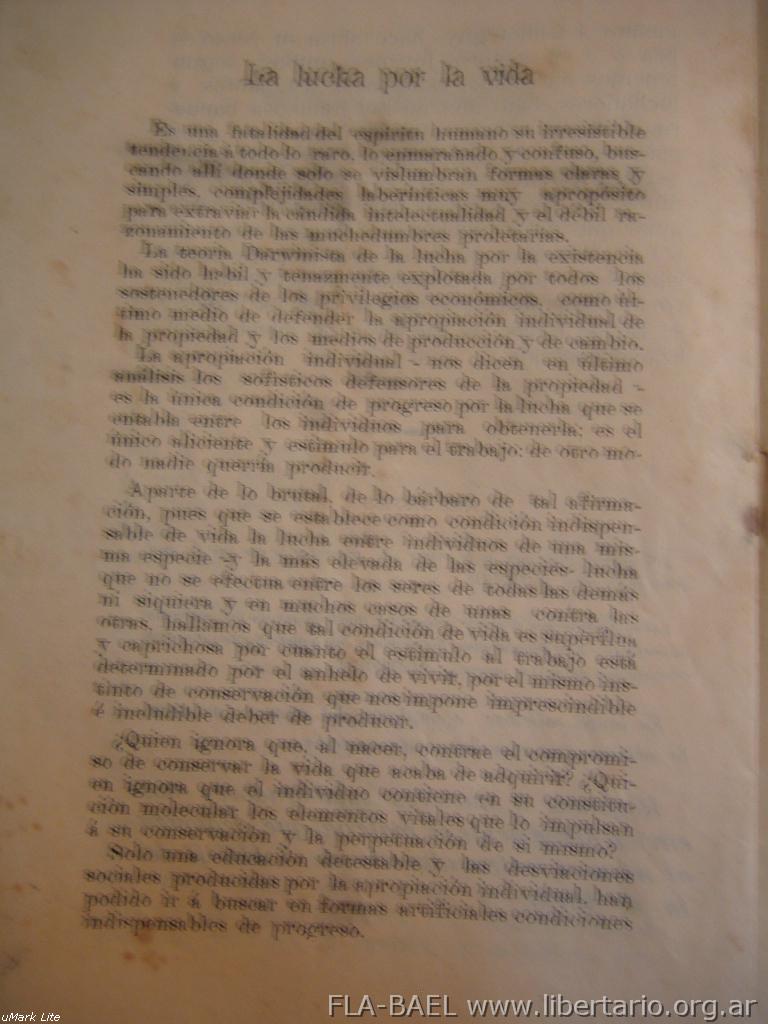 La lucha por la vida
Es una fatalidad del espíritu humano su irresistible
tendencia á todo lo raro, lo enmarañado y confuso, bus-
cando allí donde solo se vislumbran formas claras y
simples, complejidades laberínticas muy apropósito
para extraviar la cándida intelectualidad y el débil ra-
zonamiento de las muchedumbres proletarias.
La teoría Darwinista de la lucha por la existencia
ha sido habil y tenazmente explotada por todos los
sostenedores de los privilegios económicos, como úl-
timo medio de defender la apropiación individual de
la propiedad y los medios de producción y de cambio.
La apropiación individual - nos dicen en último
análisis los sofisticos defensores de la propiedad -
es la única condición de progreso por la lucha que se
entabla entre los individuos para obtenerla; es el
único aliciente y estimulo para el trabajo; de otro mo-
do nadie querría producir.
Aparte de lo brutal, de lo bárbaro de tal afirma-
ción, pues que se establece como condición indispen-
sable de vida la lucha entre individuos de una mis-
ma especie -y la más elevada de las especies- lucha
que no se efectua entre los seres de todas las demás
ni siquiera y en muchos casos de unas contra las
otras, hallamos que tal condición de vida es superflua
y caprichosa por cuanto el estimulo al trabajo está
determinado por el anhelo de vivir, por el mismo ins-
tinto de conservación que nos impone imprescindible
é ineludible deber de producir.
¿Quien ignora que, al nacer, contrae el compromi-
so de conservar la vida que acaba de adquirir? ¿Qui-
en ignora que el individuo contiene en su constitu-
ción molecular los elementos vitales que lo impulsan
á su conservación y la perpetuación de si mismo?
Solo una educación detestable y las desviaciones
sociales producidas por la apropiación individual, han
podido ir á buscar en formas artificiales condiciones
indispensables de progreso.
FLA-BAEL www.libertario.org.ar
uMark Lite